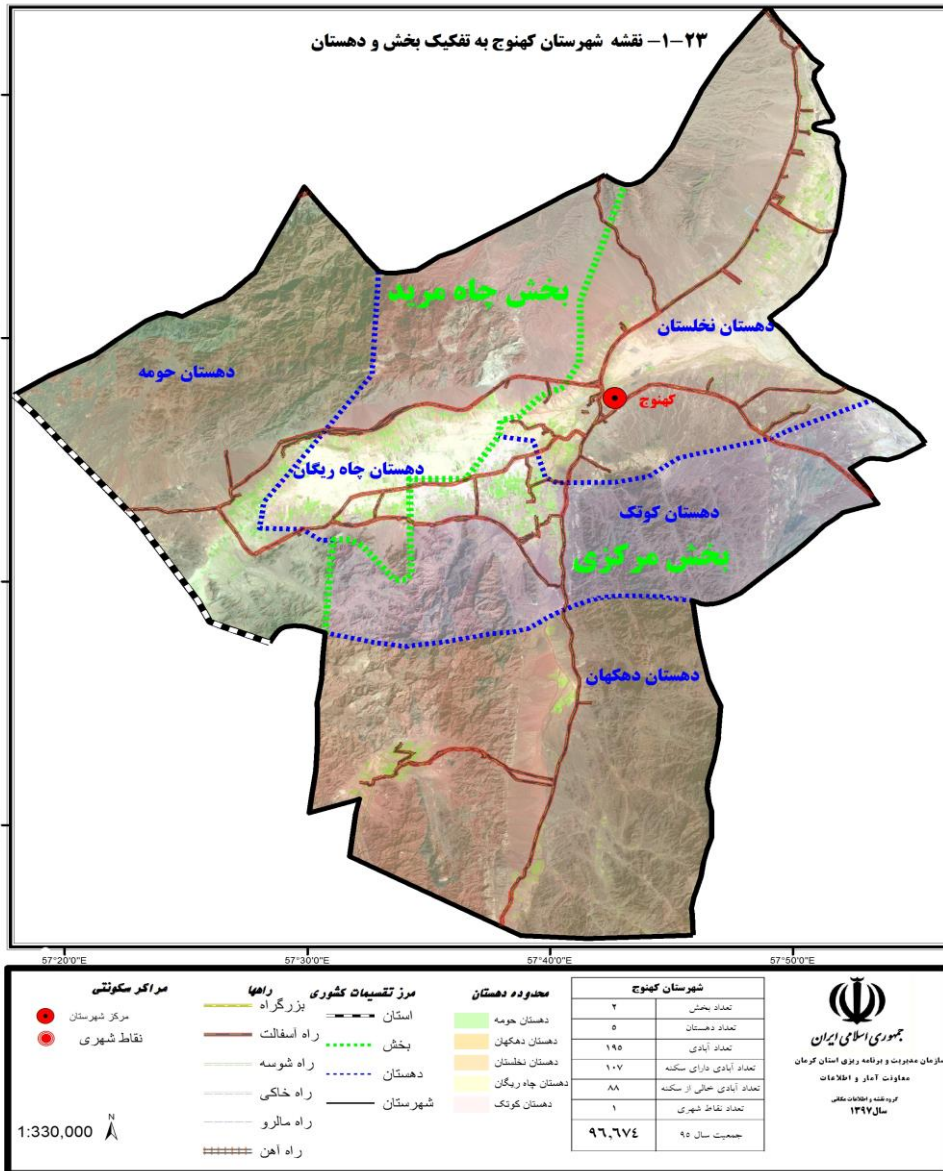 ۲۳-۱- نقشه شهرستان کهنوج به تفکیک بخش و دهستان
بخش چاه مرید
دهستان نخلستان
دهستان حومه
کهنوج
دهستان چاه ریگان
دهستان کوتک
بخش مرکزی
دهستان دهکهان
57°20'0"E
57°30'0"E
57°40'0"E
57°50'0"E
مراکز سکونتی
مرکز شهرستان
نقاط شهری
1:330,000
N
راهها
بزرگراه
راه آسفالت
راه شوسه
راه خاکی
راه مالرو
راه آهن
مرز تقسیمات کشوری
استان
بخش
دهستان
شهرستان
محدوده دهستان
دهستان حومه
دهستان دهکهان
دهستان نخلستان
دهستان چاه ریگان
دهستان کوتک
شهرستان کهنوج
تعداد بخش ۲
تعداد دهستان ۵
تعداد آبادی ۱۹۵
تعداد آبادی دارای سکنه ۱۰۷
تعداد آبادی خالی از سکنه ۸۸
تعداد نقاط شهری ۱
جمعیت سال ۹۵ ۹۶,٦٧٤
جمهوری اسلامی ایران
سازمان مدیریت و برنامه ریزی استان کرمان
معاونت آمار و اطلاعات
گروه نقشه و اطلاعات مکانی
سال ۱۳۹۷